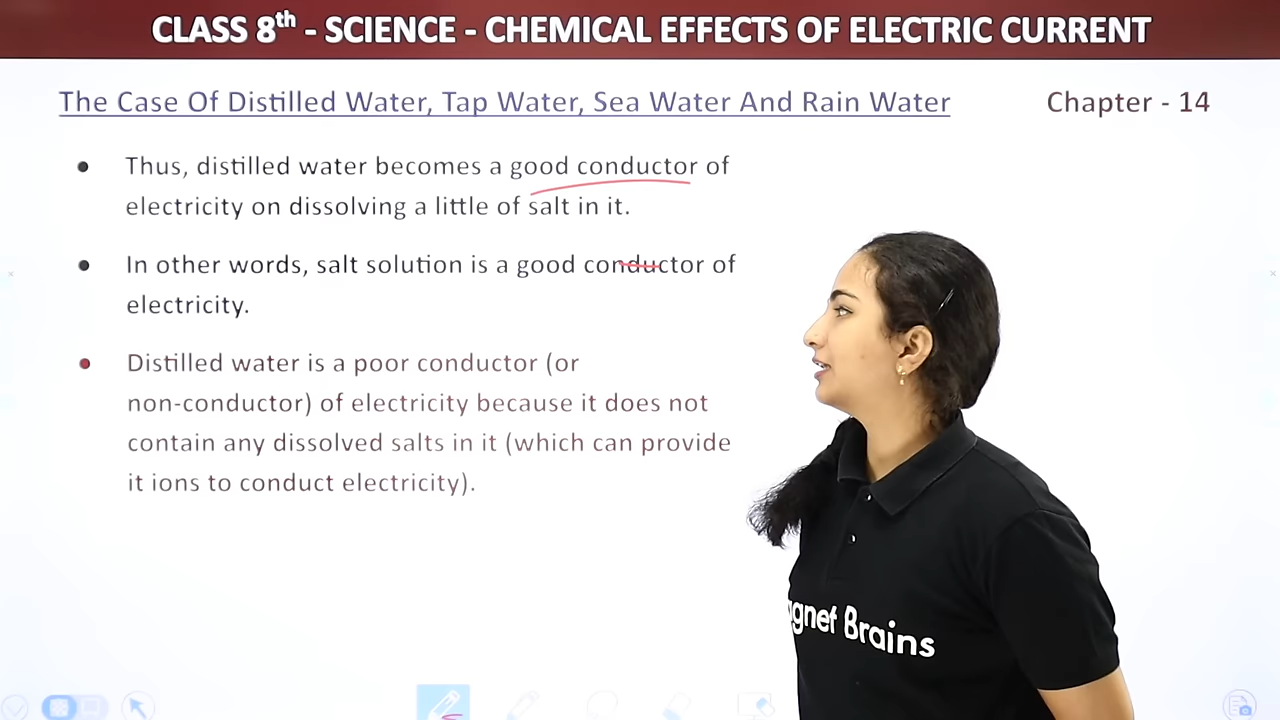 CLASS 8th - SCIENCE - CHEMICAL EFFECTS OF ELECTRIC CURRENT
The Case Of Distilled Water, Tap Water, Sea Water And Rain Water
Chapter - 14
Thus, distilled water becomes a good conductor of
electricity on dissolving a little of salt in it.
In other words, salt solution is a good conductor of
electricity.
Distilled water is a poor conductor (or
non-conductor) of electricity because it does not
contain any dissolved salts in it (which can provide
it ions to conduct electricity).
agnet Brains